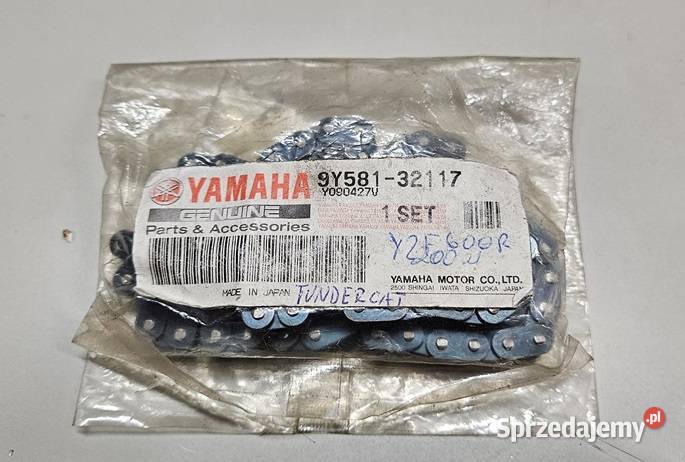 YAMAHA 9Y581-32117
Y090427V
GENUINE 1 SET
Parts & Accessories
YZF600R
YAMAHA MOTOR CO., LTD.
2500 SHINGAI IWATA SHIZUOKA JAPAN
MADE IN JAPAN FUNDERCAT
Sprzedajemy.pl